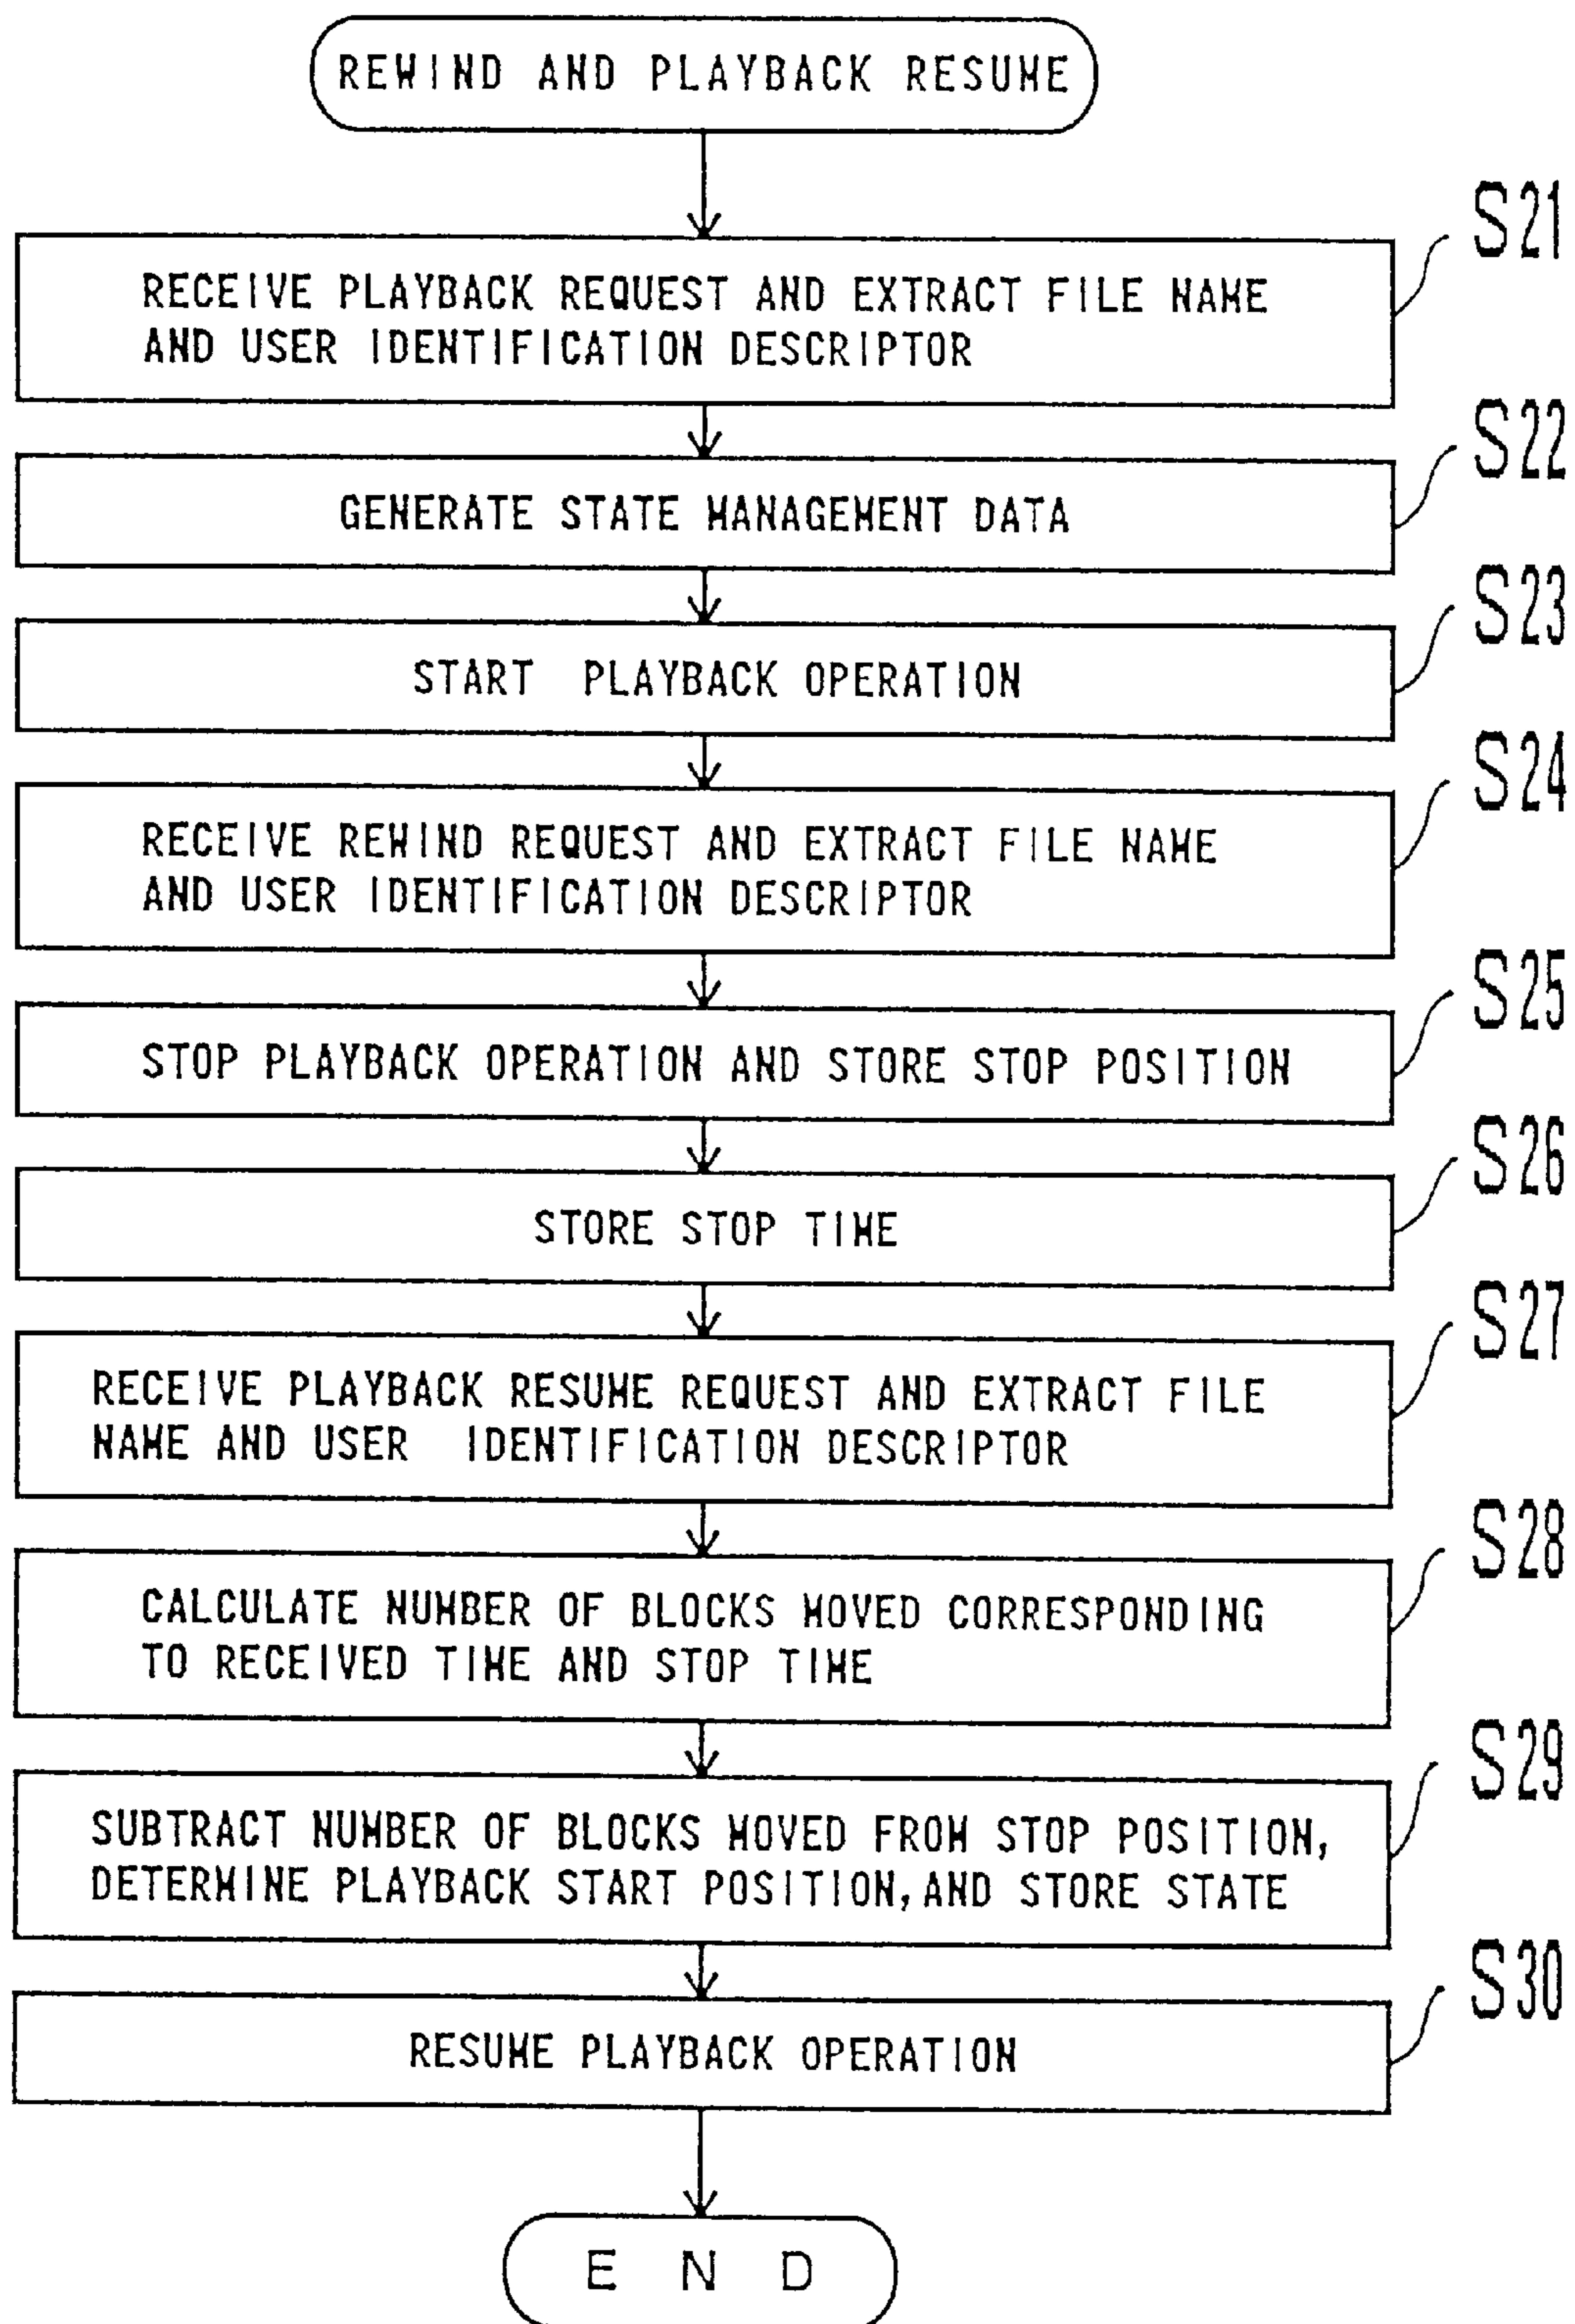 REWIND AND PLAYBACK RESUME
S21
RECEIVE PLAYBACK REQUEST AND EXTRACT FILE NAME
AND USER IDENTIFICATION DESCRIPTOR
S22
GENERATE STATE MANAGEMENT DATA
S23
START PLAYBACK OPERATION
S24
RECEIVE REWIND REQUEST AND EXTRACT FILE NAME
AND USER IDENTIFICATION DESCRIPTOR
S25
STOP PLAYBACK OPERATION AND STORE STOP POSITION
S26
STORE STOP TIME
S27
RECEIVE PLAYBACK RESUME REQUEST AND EXTRACT FILE
NAME AND USER IDENTIFICATION DESCRIPTOR
S28
CALCULATE NUMBER OF BLOCKS MOVED CORRESPONDING
TO RECEIVED TIME AND STOP TIME
S29
SUBTRACT NUMBER OF BLOCKS MOVED FROM STOP POSITION,
DETERMINE PLAYBACK START POSITION, AND STORE STATE
S30
RESUME PLAYBACK OPERATION
END